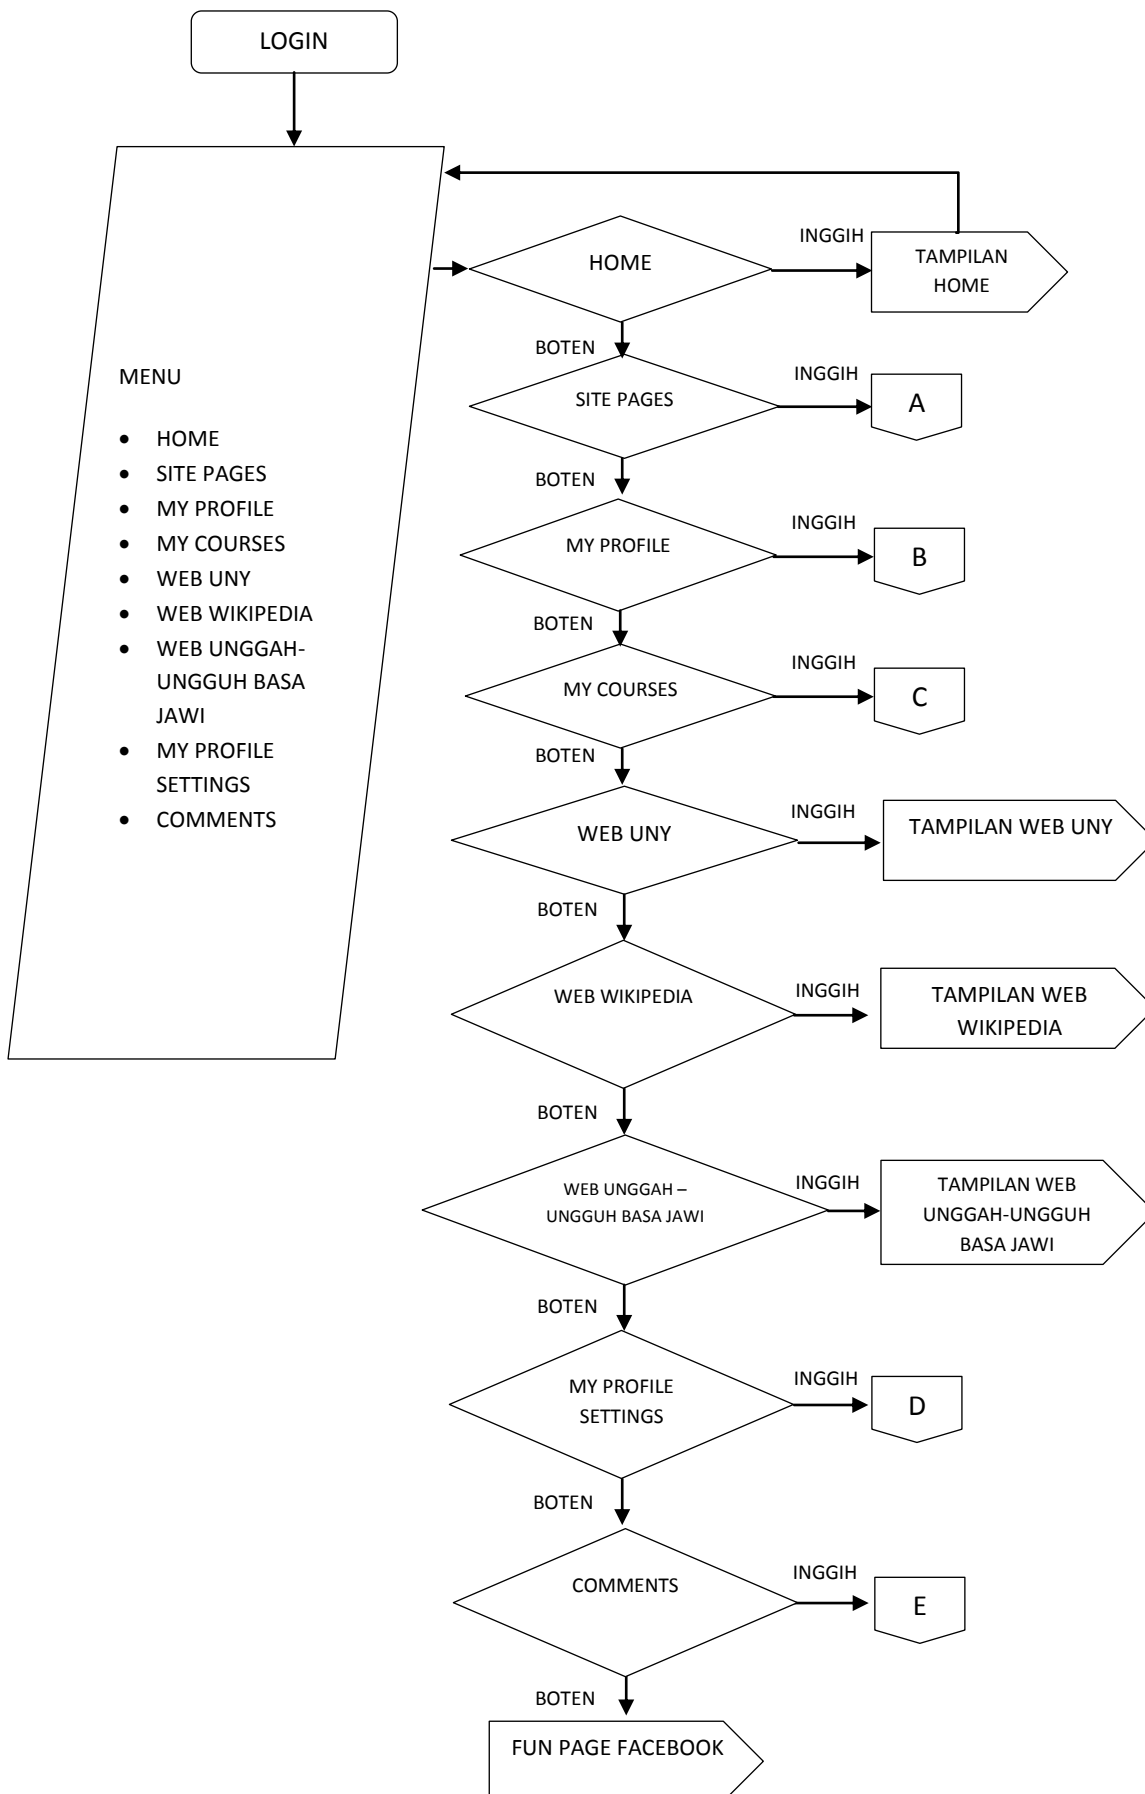 LOGIN
MENU
• HOME
• SITE PAGES
• MY PROFILE
• MY COURSES
• WEB UNY
• WEB WIKIPEDIA
• WEB UNGGAH-
UNGGUH BASA
JAWI
• MY PROFILE
SETTINGS
• COMMENTS
HOME
INGGIH
TAMPILAN
HOME
BOTEN
SITE PAGES
INGGIH
A
BOTEN
MY PROFILE
INGGIH
B
BOTEN
MY COURSES
INGGIH
C
BOTEN
WEB UNY
INGGIH
TAMPILAN WEB UNY
BOTEN
WEB WIKIPEDIA
INGGIH
TAMPILAN WEB
WIKIPEDIA
BOTEN
WEB UNGGAH –
UNGGUH BASA JAWI
INGGIH
TAMPILAN WEB
UNGGAH-UNGGUH
BASA JAWI
BOTEN
MY PROFILE
SETTINGS
INGGIH
D
BOTEN
COMMENTS
INGGIH
E
BOTEN
FUN PAGE FACEBOOK